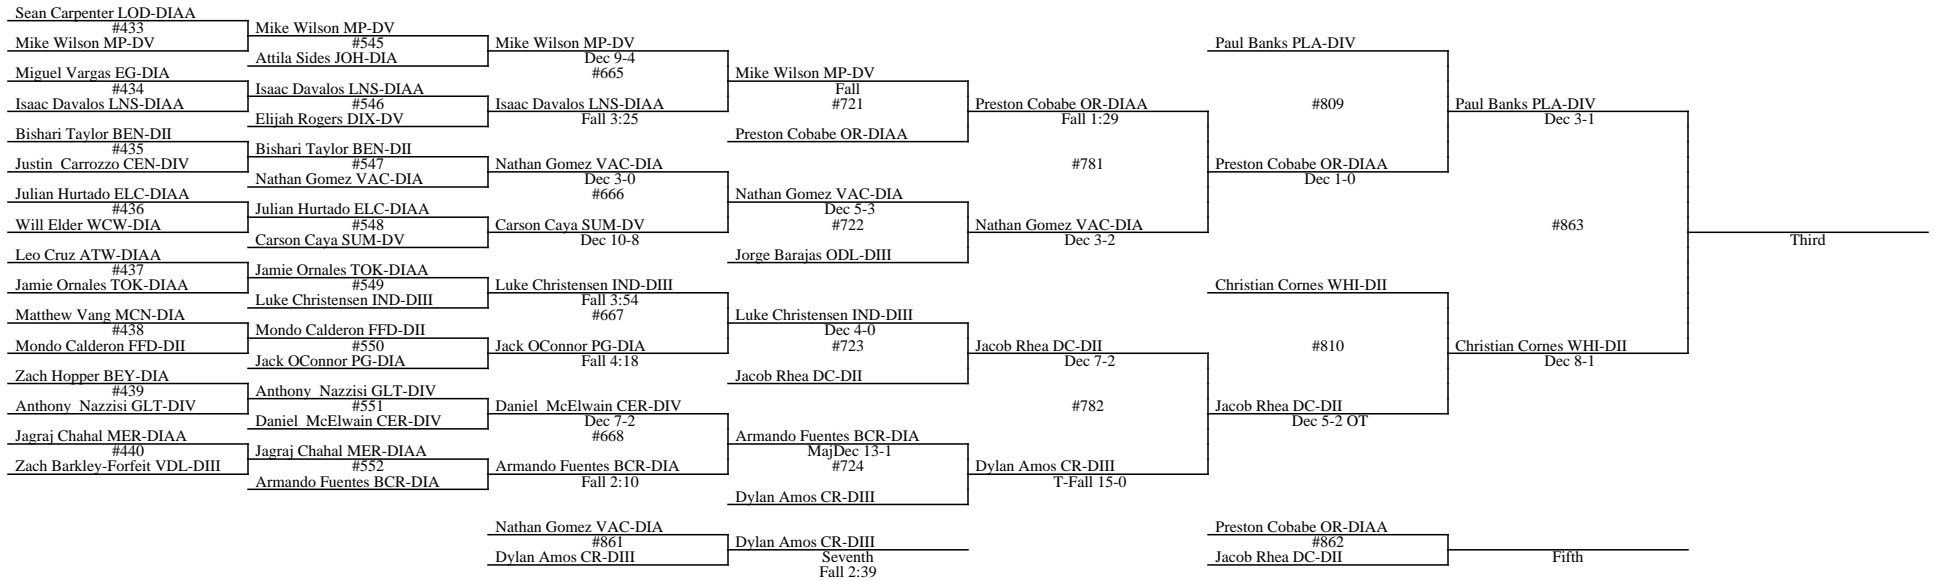 Sean Carpenter LOD-DIAA
#433
Mike Wilson MP-DV
Miguel Vargas EG-DIA
#434
Isaac Davalos LNS-DIAA
Bishari Taylor BEN-DII
#435
Justin  Carrozzo CEN-DIV
Julian Hurtado ELC-DIAA
#436
Will Elder WCW-DIA
Leo Cruz ATW-DIAA
#437
Jamie Ornales TOK-DIAA
Matthew Vang MCN-DIA
#438
Mondo Calderon FFD-DII
Zach Hopper BEY-DIA
#439
Anthony  Nazzisi GLT-DIV
Jagraj Chahal MER-DIAA
#440
Zach Barkley-Forfeit VDL-DIII
Mike Wilson MP-DV
#545
Attila Sides JOH-DIA
Isaac Davalos LNS-DIAA
#546
Elijah Rogers DIX-DV
Bishari Taylor BEN-DII
#547
Nathan Gomez VAC-DIA
Julian Hurtado ELC-DIAA
#548
Carson Caya SUM-DV
Jamie Ornales TOK-DIAA
#549
Luke Christensen IND-DIII
Mondo Calderon FFD-DII
#550
Jack OConnor PG-DIA
Anthony  Nazzisi GLT-DIV
#551
Daniel  McElwain CER-DIV
Jagraj Chahal MER-DIAA
#552
Armando Fuentes BCR-DIA
Mike Wilson MP-DV
Dec 9-4
#665
Isaac Davalos LNS-DIAA
Fall 3:25
Nathan Gomez VAC-DIA
Dec 3-0
#666
Carson Caya SUM-DV
Dec 10-8
Luke Christensen IND-DIII
Fall 3:54
#667
Jack OConnor PG-DIA
Fall 4:18
Daniel  McElwain CER-DIV
Dec 7-2
#668
Armando Fuentes BCR-DIA
Fall 2:10
Mike Wilson MP-DV
Fall
#721
Preston Cobabe OR-DIAA
Nathan Gomez VAC-DIA
Dec 5-3
#722
Jorge Barajas ODL-DIII
Luke Christensen IND-DIII
Dec 4-0
#723
Jacob Rhea DC-DII
Armando Fuentes BCR-DIA
MajDec 13-1
#724
Dylan Amos CR-DIII
Preston Cobabe OR-DIAA
Fall 1:29
#781
Nathan Gomez VAC-DIA
Dec 3-2
Jacob Rhea DC-DII
Dec 7-2
#782
Dylan Amos CR-DIII
T-Fall 15-0
Paul Banks PLA-DIV
#809
Preston Cobabe OR-DIAA
Dec 1-0
Christian Cornes WHI-DII
#810
Jacob Rhea DC-DII
Dec 5-2 OT
Paul Banks PLA-DIV
Dec 3-1
#863
Christian Cornes WHI-DII
Dec 8-1
Third
Nathan Gomez VAC-DIA
#861
Dylan Amos CR-DIII
Dylan Amos CR-DIII
Seventh
Fall 2:39
Preston Cobabe OR-DIAA
#862
Jacob Rhea DC-DII
Fifth